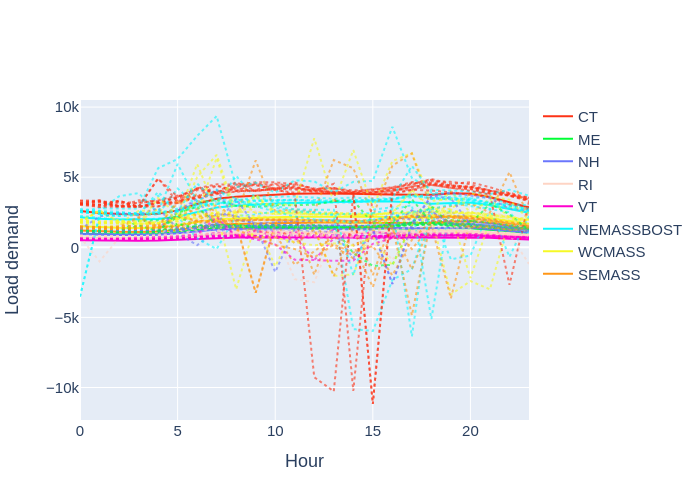 10k
5k
0
−5k
−10k
Load demand
0
5
10
15
20
Hour
CT
ME
NH
RI
VT
NEMASSBOST
WCMASS
SEMASS